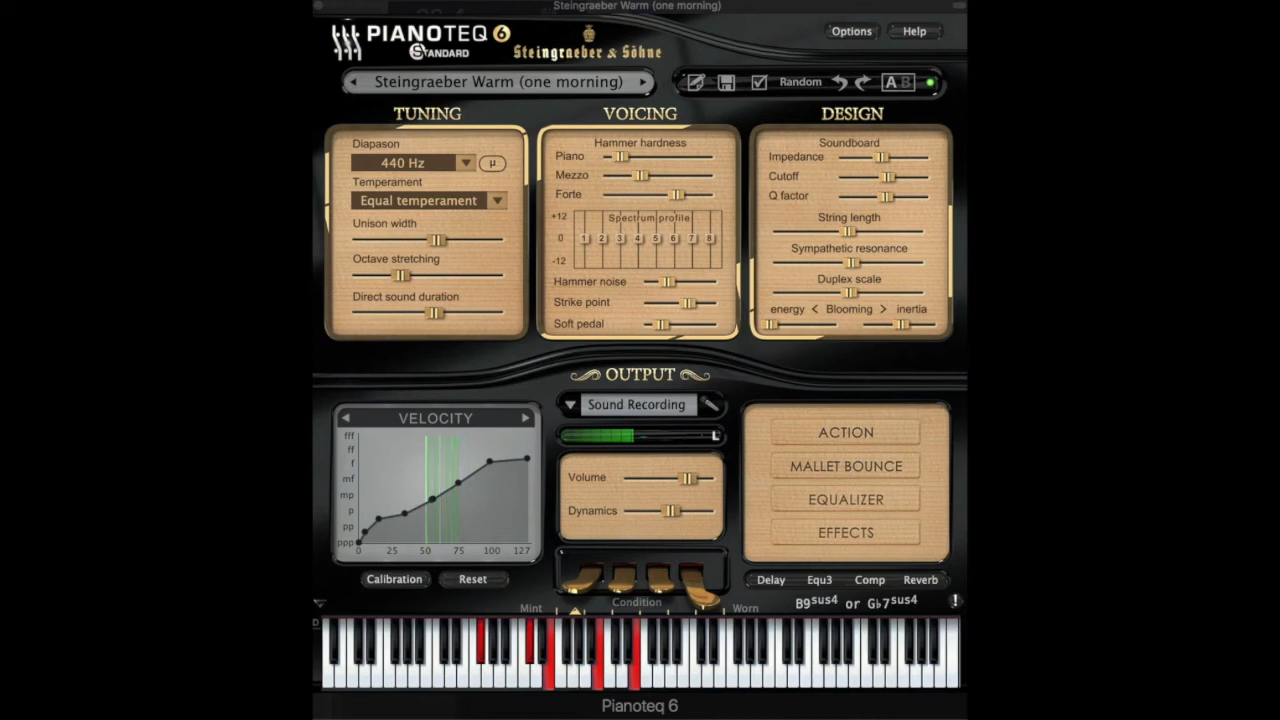 Steingraeber Warm (one morning)
PIANOTEQ 6
STANDARD
Steingraeber & Söhne
Options
Help
Steingraeber Warm (one morning)
Random
A B
TUNING
Diapason
440 Hz
μ
Temperament
Equal temperament
Unison width
Octave stretching
Direct sound duration
VOICING
Hammer hardness
Piano
Mezzo
Forte
Spectrum profile
+12
0
-12
1 2 3 4 5 6 7 8
Hammer noise
Strike point
Soft pedal
DESIGN
Soundboard
Impedance
Cutoff
Q factor
String length
Sympathetic resonance
Duplex scale
energy < Blooming > inertia
OUTPUT
VELOCITY
fff
ff
f
mf
mp
p
pp
ppp
0 25 50 75 100 127
Calibration
Reset
Sound Recording
L
Volume
Dynamics
ACTION
MALLET BOUNCE
EQUALIZER
EFFECTS
Delay
Equ3
Comp
Reverb
Mint
Condition
Worn
B9sus4 or G♭7sus4
!
D
Pianoteq 6